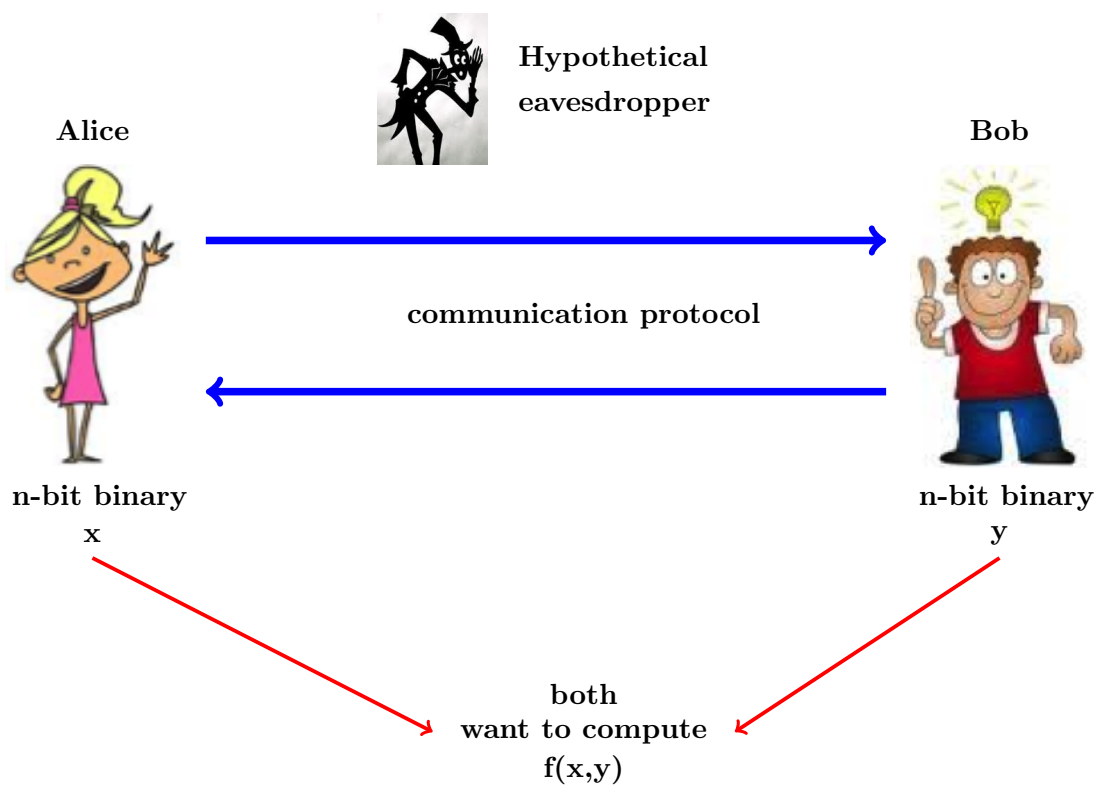 Hypothetical
eavesdropper
Alice
Bob
communication protocol
n-bit binary
x
n-bit binary
y
both
want to compute
f(x,y)